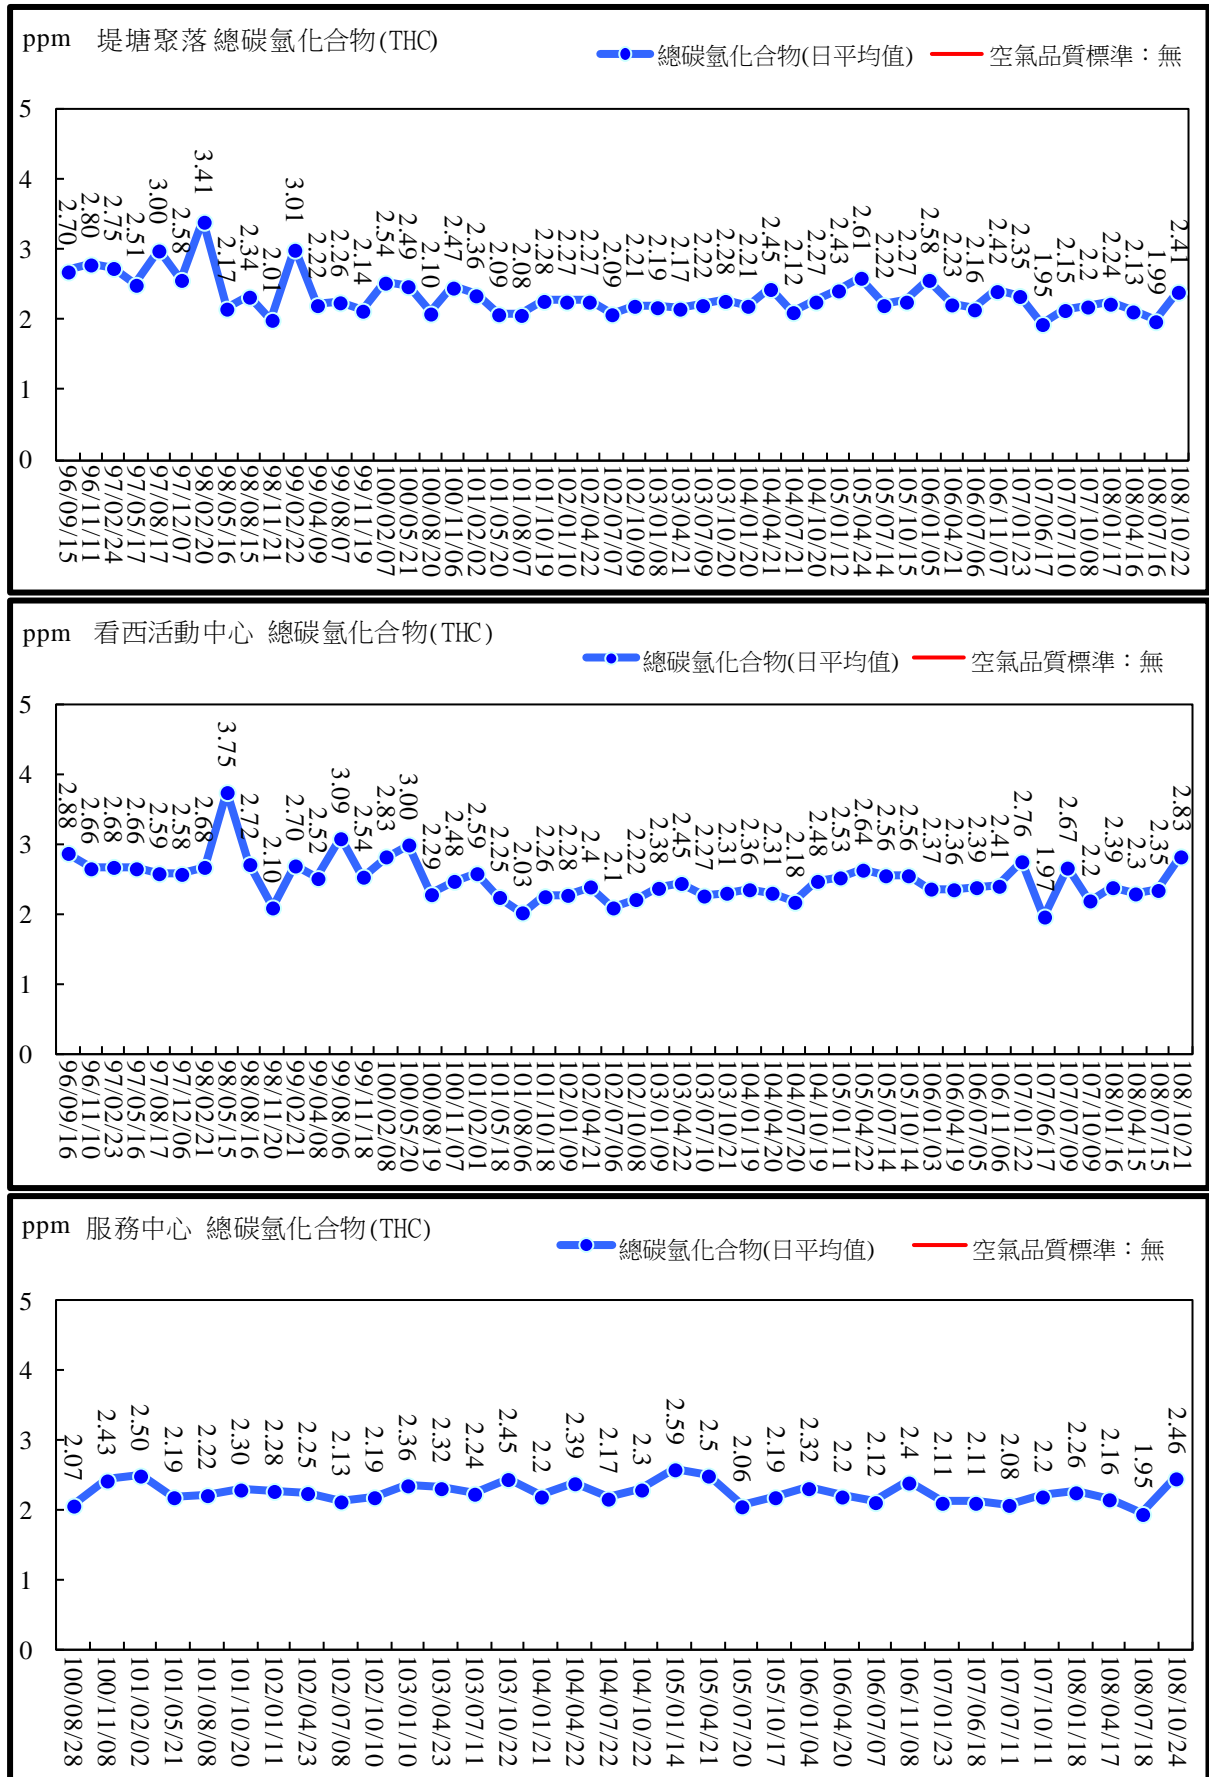 ppm 堤塘聚落 總碳氫化合物(THC)
總碳氫化合物(日平均值) 空氣品質標準：無
5
4
3
2
1
0
2.70 2.80 2.75 2.51 3.00 2.58 3.41 2.17 2.34 2.01 3.01 2.22 2.26 2.14 2.54 2.49 2.10 2.47 2.36 2.09 2.08 2.28 2.27 2.27 2.09 2.21 2.19 2.17 2.22 2.28 2.21 2.45 2.12 2.27 2.43 2.61 2.22 2.27 2.58 2.23 2.16 2.42 2.35 1.95 2.15 2.2 2.24 2.13 1.99 2.41
96/09/15 96/11/11 97/02/24 97/05/17 97/08/17 97/12/07 98/02/20 98/05/16 98/08/15 98/11/21 99/02/22 99/04/09 99/08/07 99/11/19 100/02/07 100/05/21 100/08/20 100/11/06 101/02/02 101/05/20 101/08/07 101/10/19 102/01/10 102/04/22 102/07/07 102/10/09 103/01/08 103/04/21 103/07/09 103/10/20 104/01/20 104/04/21 104/07/21 104/10/20 105/01/12 105/04/24 105/07/14 105/10/15 106/01/05 106/04/21 106/07/06 106/11/07 107/01/23 107/06/17 107/07/10 107/10/08 108/01/17 108/04/16 108/07/16 108/10/22
ppm 看西活動中心 總碳氫化合物(THC)
總碳氫化合物(日平均值) 空氣品質標準：無
5
4
3
2
1
0
2.88 2.66 2.68 2.66 2.59 2.58 2.68 3.75 2.72 2.10 2.70 2.52 3.09 2.54 2.83 3.00 2.29 2.48 2.59 2.25 2.03 2.26 2.28 2.4 2.1 2.22 2.38 2.45 2.27 2.31 2.36 2.31 2.18 2.48 2.53 2.64 2.56 2.56 2.37 2.36 2.39 2.41 2.76 1.97 2.67 2.2 2.39 2.3 2.35 2.83
96/09/16 96/11/10 97/02/23 97/05/16 97/08/17 97/12/06 98/02/21 98/05/15 98/08/16 98/11/20 99/02/21 99/04/08 99/08/06 99/11/18 100/02/08 100/05/20 100/08/19 100/11/07 101/02/01 101/05/18 101/08/06 101/10/18 102/01/09 102/04/21 102/07/06 102/10/08 103/01/09 103/04/22 103/07/10 103/10/21 104/01/19 104/04/20 104/07/20 104/10/19 105/01/11 105/04/22 105/07/14 105/10/14 106/01/03 106/04/19 106/07/05 106/11/06 107/01/22 107/06/17 107/07/09 107/10/09 108/01/16 108/04/15 108/07/15 108/10/21
ppm 服務中心 總碳氫化合物(THC)
總碳氫化合物(日平均值) 空氣品質標準：無
5
4
3
2
1
0
2.07 2.43 2.50 2.19 2.22 2.30 2.28 2.25 2.13 2.19 2.36 2.32 2.24 2.45 2.2 2.39 2.17 2.3 2.59 2.5 2.06 2.19 2.32 2.2 2.12 2.4 2.11 2.11 2.08 2.2 2.26 2.16 1.95 2.46
100/08/28 100/11/08 101/02/02 101/05/21 101/08/08 101/10/20 102/01/11 102/04/23 102/07/08 102/10/10 103/01/10 103/04/23 103/07/11 103/10/22 104/01/21 104/04/22 104/07/22 104/10/22 105/01/14 105/04/21 105/07/20 105/10/17 106/01/04 106/04/20 106/07/07 106/11/08 107/01/23 107/06/18 107/07/11 107/10/11 108/01/18 108/04/17 108/07/18 108/10/24